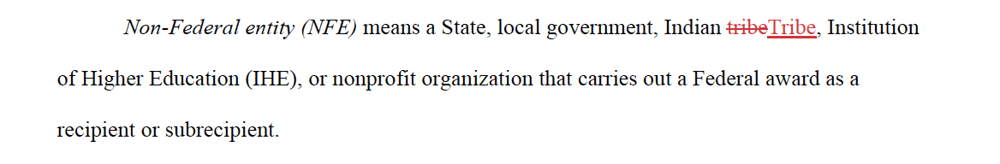 Non-Federal entity (NFE) means a State, local government, Indian tribeTribe, Institution
of Higher Education (IHE), or nonprofit organization that carries out a Federal award as a
recipient or subrecipient.